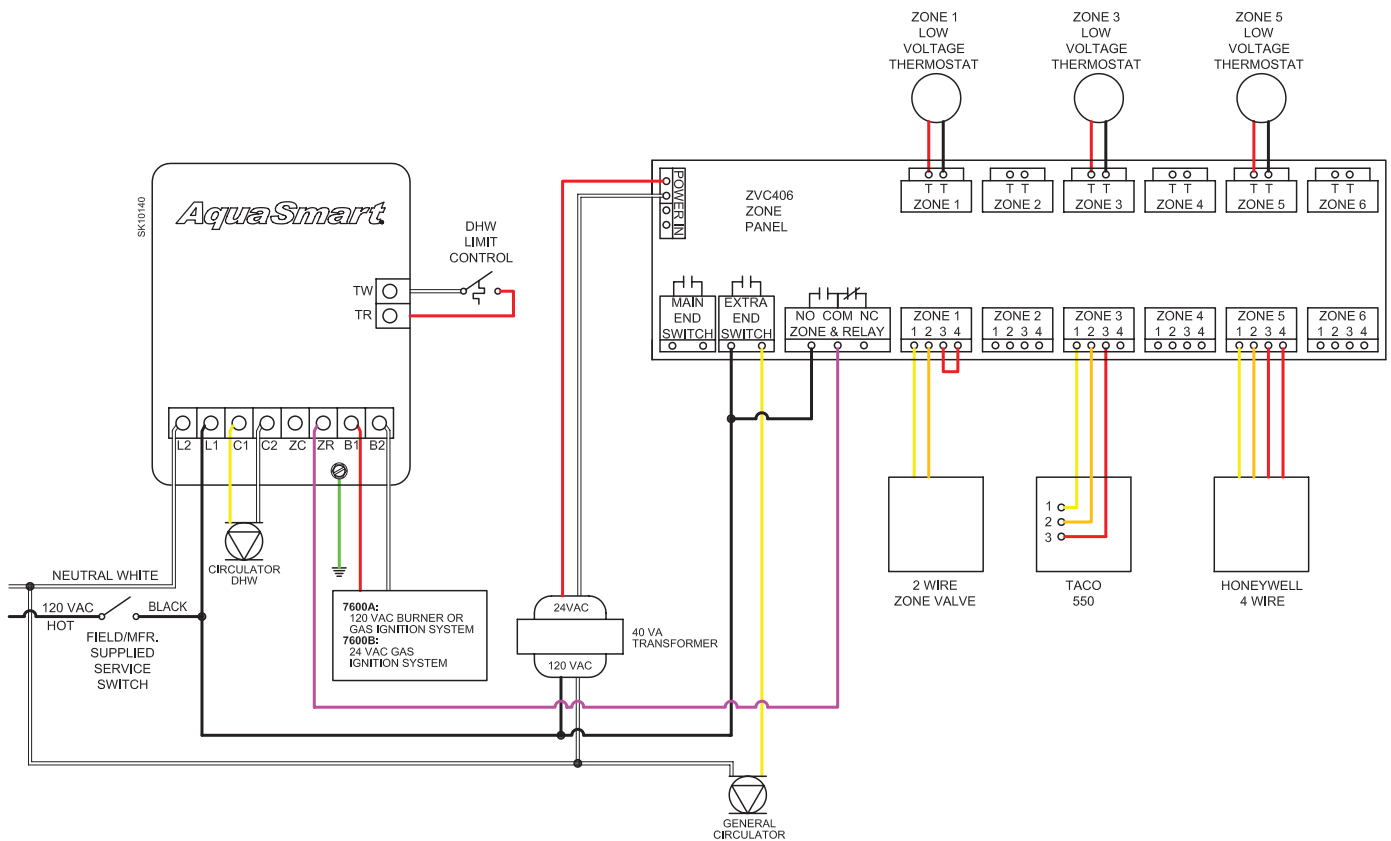 ZONE 1
LOW
VOLTAGE
THERMOSTAT
ZONE 3
LOW
VOLTAGE
THERMOSTAT
ZONE 5
LOW
VOLTAGE
THERMOSTAT
SK10140
AquaSmart
DHW
LIMIT
CONTROL
TW
TR
L2 L1 C1 C2 ZC ZR B1 B2
CIRCULATOR
DHW
NEUTRAL WHITE
120 VAC
HOT
BLACK
FIELD/MFR.
SUPPLIED
SERVICE
SWITCH
7600A:
120 VAC BURNER OR
GAS IGNITION SYSTEM
7600B:
24 VAC GAS
IGNITION SYSTEM
24VAC
120 VAC
40 VA
TRANSFORMER
POWER IN
ZVC406
ZONE
PANEL
T T
ZONE 1
T T
ZONE 2
T T
ZONE 3
T T
ZONE 4
T T
ZONE 5
T T
ZONE 6
MAIN
END
SWITCH
EXTRA
END
SWITCH
NO COM NC
ZONE & RELAY
ZONE 1
1 2 3 4
ZONE 2
1 2 3 4
ZONE 3
1 2 3 4
ZONE 4
1 2 3 4
ZONE 5
1 2 3 4
ZONE 6
1 2 3 4
2 WIRE
ZONE VALVE
1
2
3
TACO
550
HONEYWELL
4 WIRE
GENERAL
CIRCULATOR